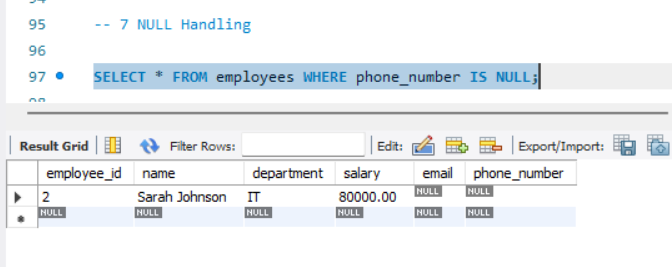 95 -- 7 NULL Handling
96
97 SELECT * FROM employees WHERE phone_number IS NULL;
Result Grid Filter Rows: Edit: Export/Import:
employee_id name department salary email phone_number
2 Sarah Johnson IT 80000.00 NULL NULL
NULL NULL NULL NULL NULL NULL